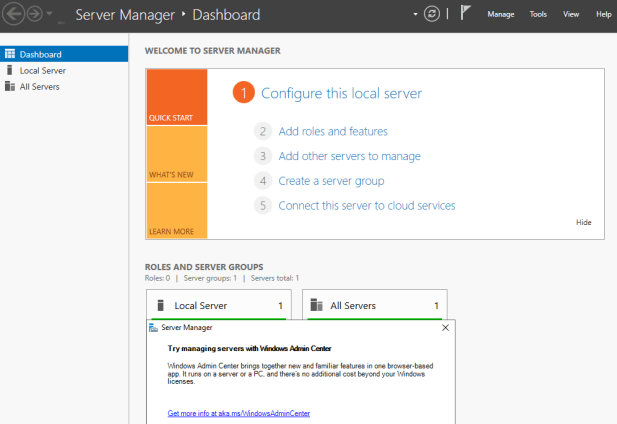 Server Manager • Dashboard
Manage Tools View Help
Dashboard
Local Server
All Servers
WELCOME TO SERVER MANAGER
QUICK START
WHAT'S NEW
LEARN MORE
1 Configure this local server
2 Add roles and features
3 Add other servers to manage
4 Create a server group
5 Connect this server to cloud services
Hide
ROLES AND SERVER GROUPS
Roles: 0 | Server groups: 1 | Servers total: 1
Local Server 1
All Servers 1
Server Manager
Try managing servers with Windows Admin Center
Windows Admin Center brings together new and familiar features in one browser-based
app. It runs on a server or a PC, and there's no additional cost beyond your Windows
licenses.
Get more info at aka.ms/WindowsAdminCenter